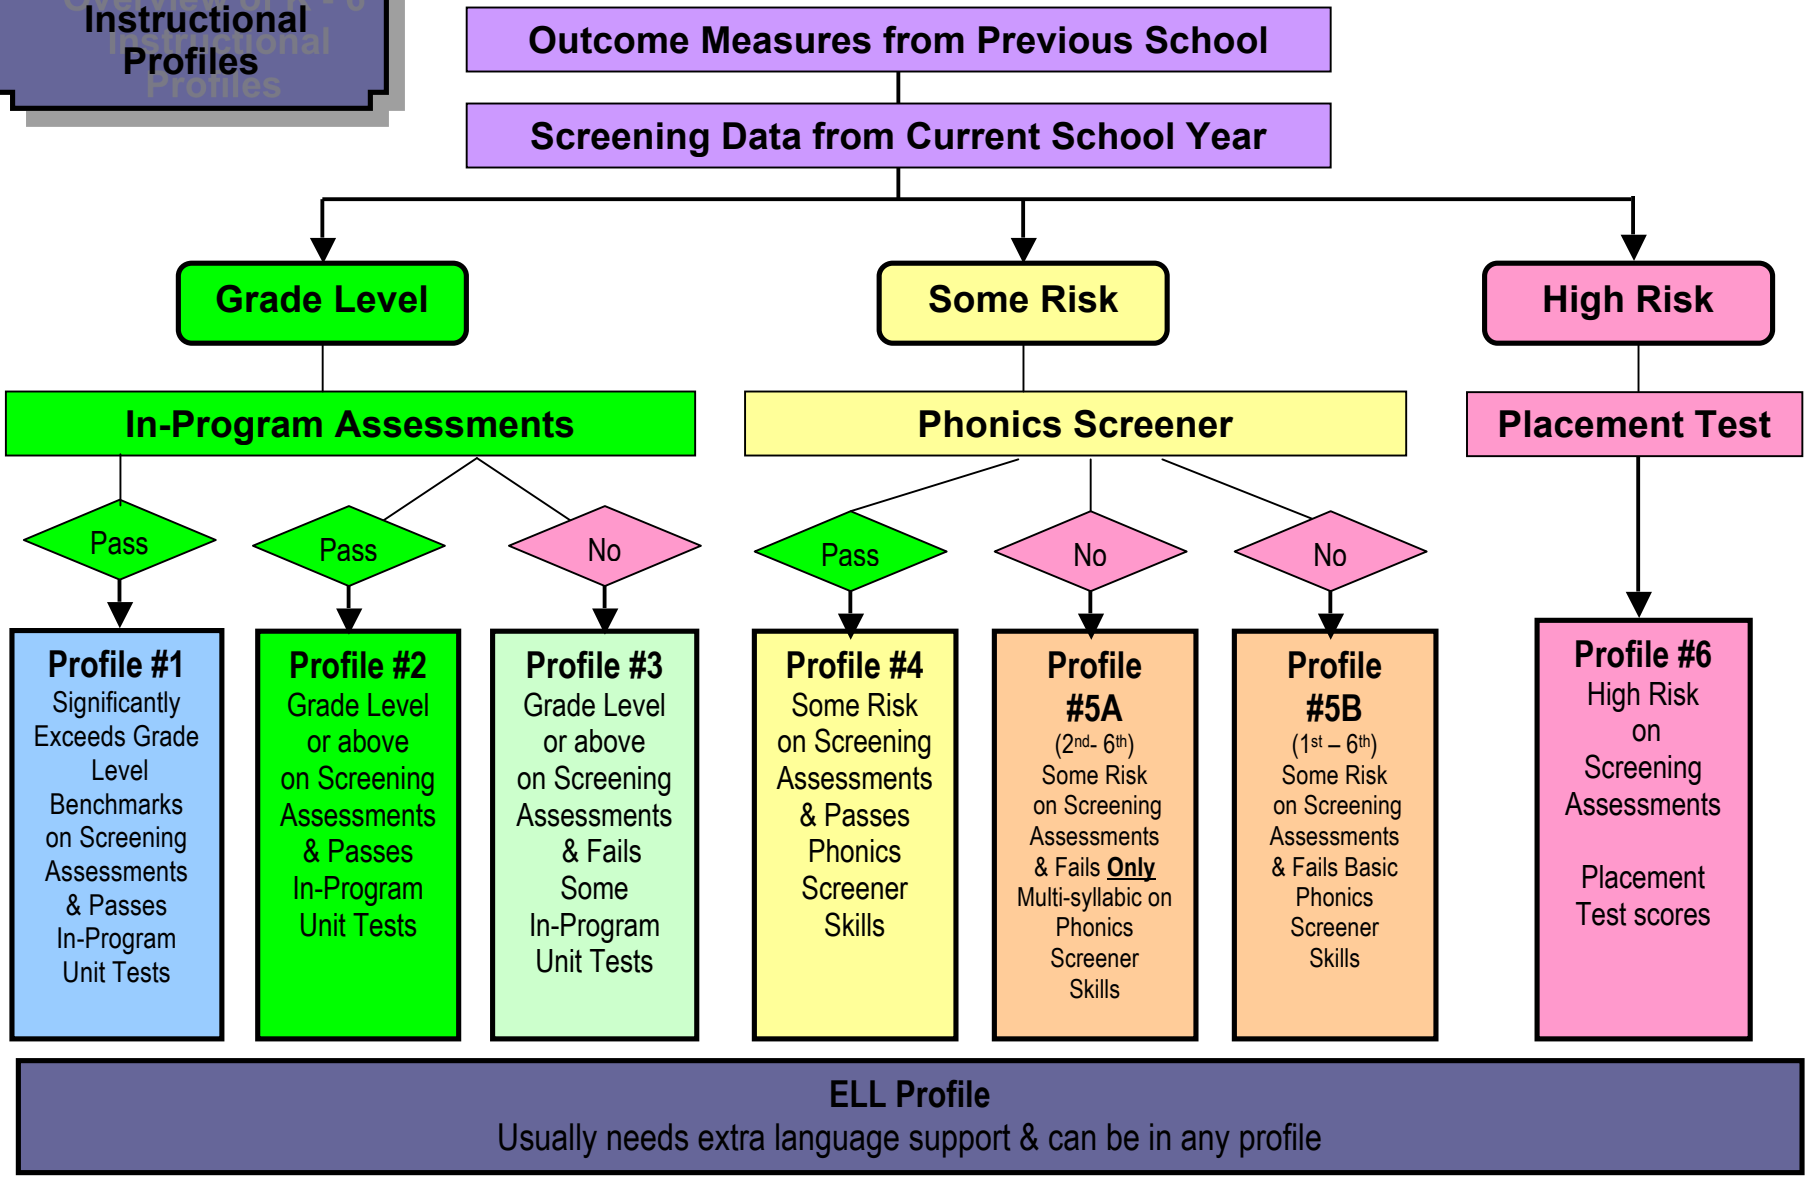 Overview of K - 6
Instructional
Profiles
Outcome Measures from Previous School
Screening Data from Current School Year
Grade Level
Some Risk
High Risk
In-Program Assessments
Phonics Screener
Placement Test
Pass
Pass
No
Pass
No
No
Profile #1
Significantly
Exceeds Grade
Level
Benchmarks
on Screening
Assessments
& Passes
In-Program
Unit Tests
Profile #2
Grade Level
or above
on Screening
Assessments
& Passes
In-Program
Unit Tests
Profile #3
Grade Level
or above
on Screening
Assessments
& Fails
Some
In-Program
Unit Tests
Profile #4
Some Risk
on Screening
Assessments
& Passes
Phonics
Screener
Skills
Profile
#5A
(2nd- 6th)
Some Risk
on Screening
Assessments
& Fails Only
Multi-syllabic on
Phonics
Screener
Skills
Profile
#5B
(1st – 6th)
Some Risk
on Screening
Assessments
& Fails Basic
Phonics
Screener
Skills
Profile #6
High Risk
on
Screening
Assessments
Placement
Test scores
ELL Profile
Usually needs extra language support & can be in any profile